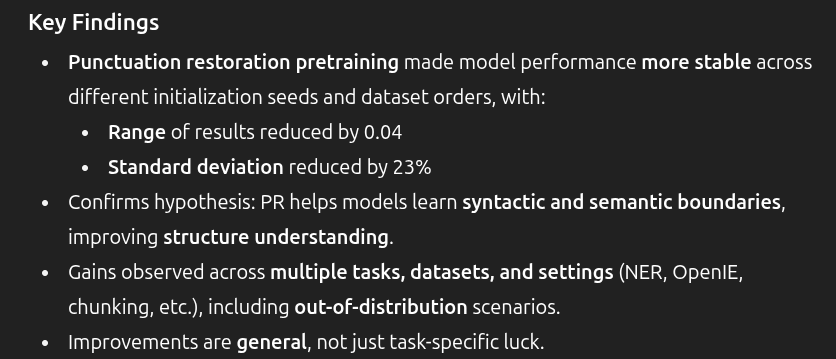 Key Findings
• Punctuation restoration pretraining made model performance more stable across
different initialization seeds and dataset orders, with:
• Range of results reduced by 0.04
• Standard deviation reduced by 23%
• Confirms hypothesis: PR helps models learn syntactic and semantic boundaries,
improving structure understanding.
• Gains observed across multiple tasks, datasets, and settings (NER, OpenIE,
chunking, etc.), including out-of-distribution scenarios.
• Improvements are general, not just task-specific luck.